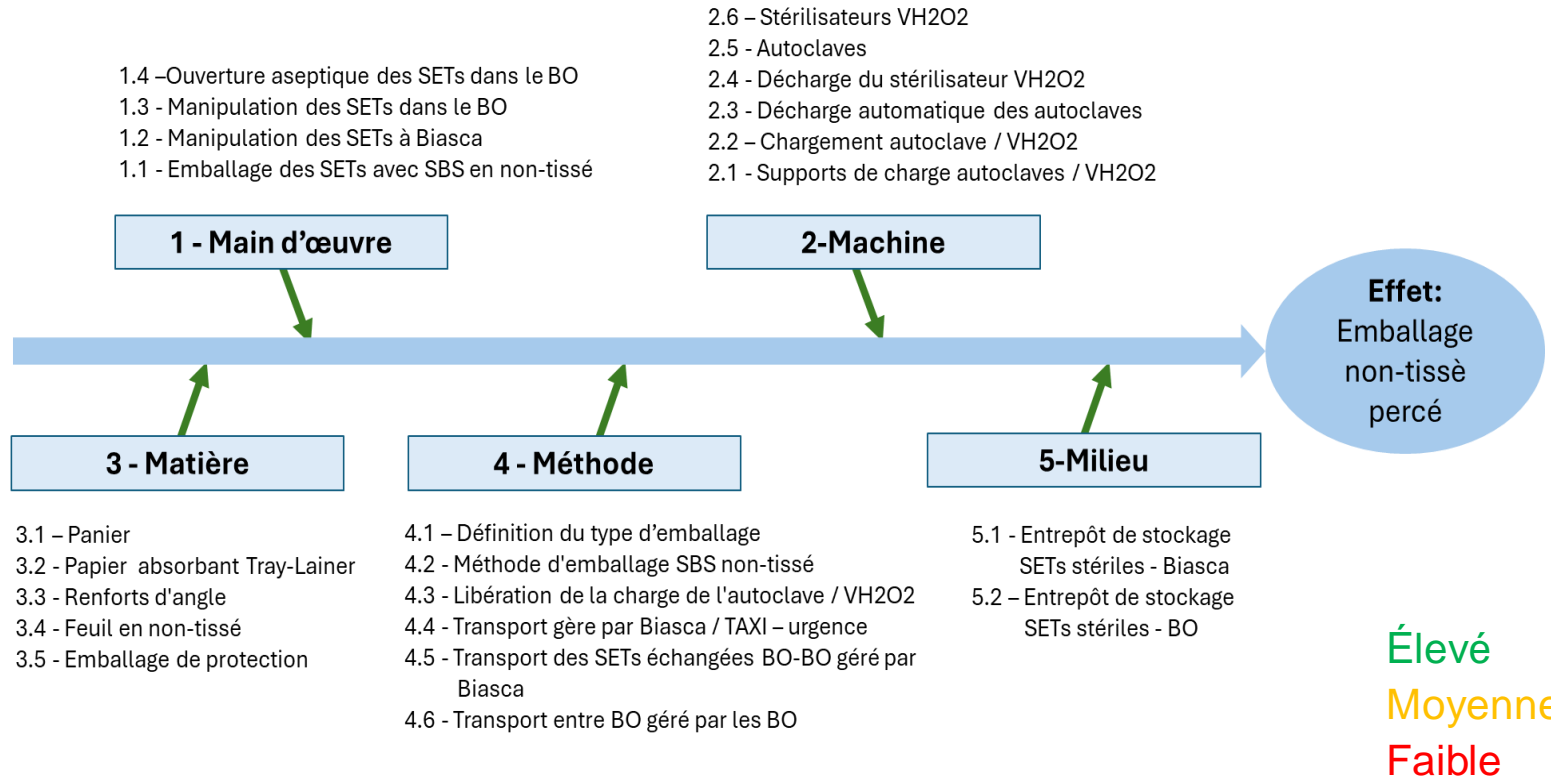 1.4 –Ouverture aseptique des SETs dans le BO
1.3 - Manipulation des SETs dans le BO
1.2 - Manipulation des SETs à Biasca
1.1 - Emballage des SETs avec SBS en non-tissé
1 - Main d’œuvre
2.6 – Stérilisateurs VH2O2
2.5 - Autoclaves
2.4 - Décharge du stérilisateur VH2O2
2.3 - Décharge automatique des autoclaves
2.2 – Chargement autoclave / VH2O2
2.1 - Supports de charge autoclaves / VH2O2
2-Machine
Effet:
Emballage
non-tissè
percé
3 - Matière
3.1 – Panier
3.2 - Papier absorbant Tray-Lainer
3.3 - Renforts d'angle
3.4 - Feuil en non-tissé
3.5 - Emballage de protection
4 - Méthode
4.1 – Définition du type d’emballage
4.2 - Méthode d'emballage SBS non-tissé
4.3 - Libération de la charge de l'autoclave / VH2O2
4.4 - Transport gère par Biasca / TAXI – urgence
4.5 - Transport des SETs échangées BO-BO géré par
Biasca
4.6 - Transport entre BO géré par les BO
5-Milieu
5.1 - Entrepôt de stockage
SETs stériles - Biasca
5.2 – Entrepôt de stockage
SETs stériles - BO
Élevé
Moyenne
Faible